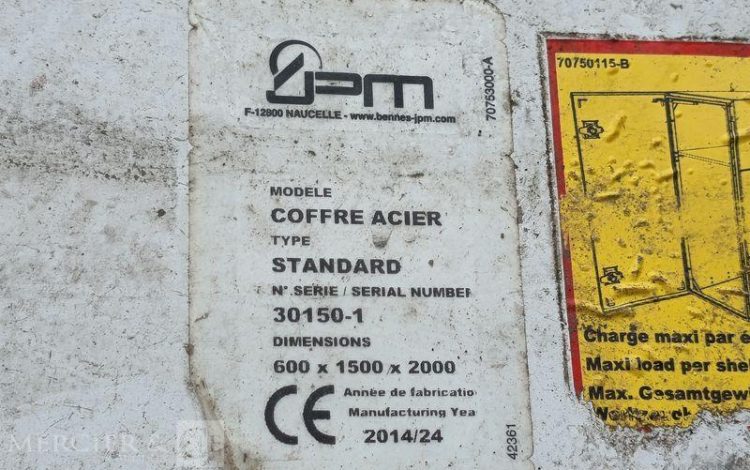 JPM
F-12800 NAUCELLE - www.bennes-jpm.com
70753000-A
MODELE
COFFRE ACIER
TYPE
STANDARD
N° SERIE / SERIAL NUMBER
30150-1
DIMENSIONS
600 x 1500 x 2000
CE
Année de fabricatio
Manufacturing Yea
2014/24
42361
70750115-B
Charge maxi par é
Maxi load per she
Max. Gesamtgew
MERCIER